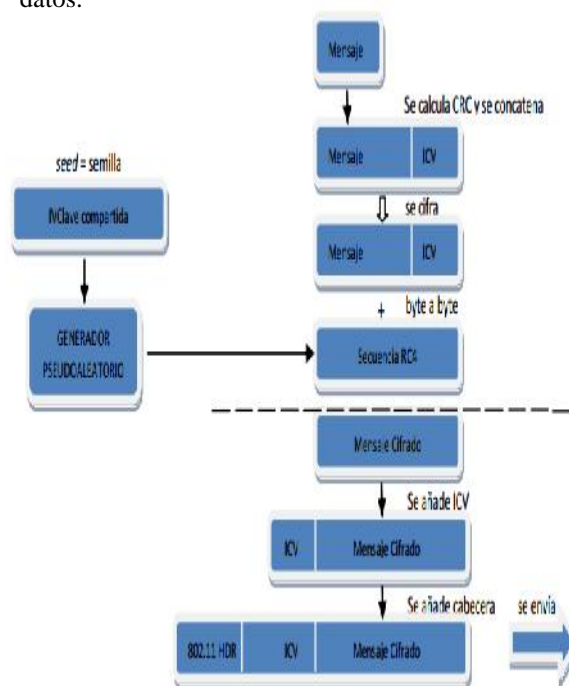 datos.
Mensaje
Se calcula CRC y se concatena
Mensaje ICV
seed = semilla
IVClave compartida
se cifra
Mensaje ICV
+ byte a byte
GENERADOR
PSEUDOALEATORIO
Secuencia RC4
Mensaje Cifrado
Se añade ICV
ICV Mensaje Cifrado
Se añade cabecera se envía
802.11 HDR ICV Mensaje Cifrado